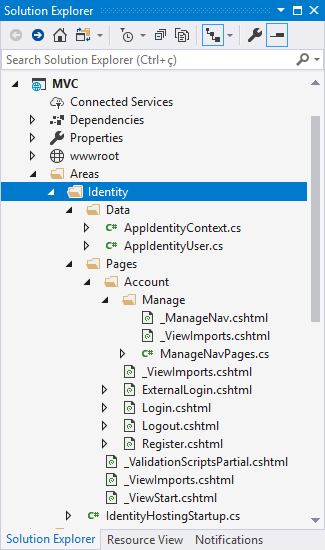 Solution Explorer
Search Solution Explorer (Ctrl+ç)
MVC
Connected Services
Dependencies
Properties
wwwroot
Areas
Identity
Data
C# AppIdentityContext.cs
C# AppIdentityUser.cs
Pages
Account
Manage
_ManageNav.cshtml
_ViewImports.cshtml
C# ManageNavPages.cs
_ViewImports.cshtml
ExternalLogin.cshtml
Login.cshtml
Logout.cshtml
Register.cshtml
_ValidationScriptsPartial.cshtml
_ViewImports.cshtml
_ViewStart.cshtml
C# IdentityHostingStartup.cs
Solution Explorer Resource View Notifications